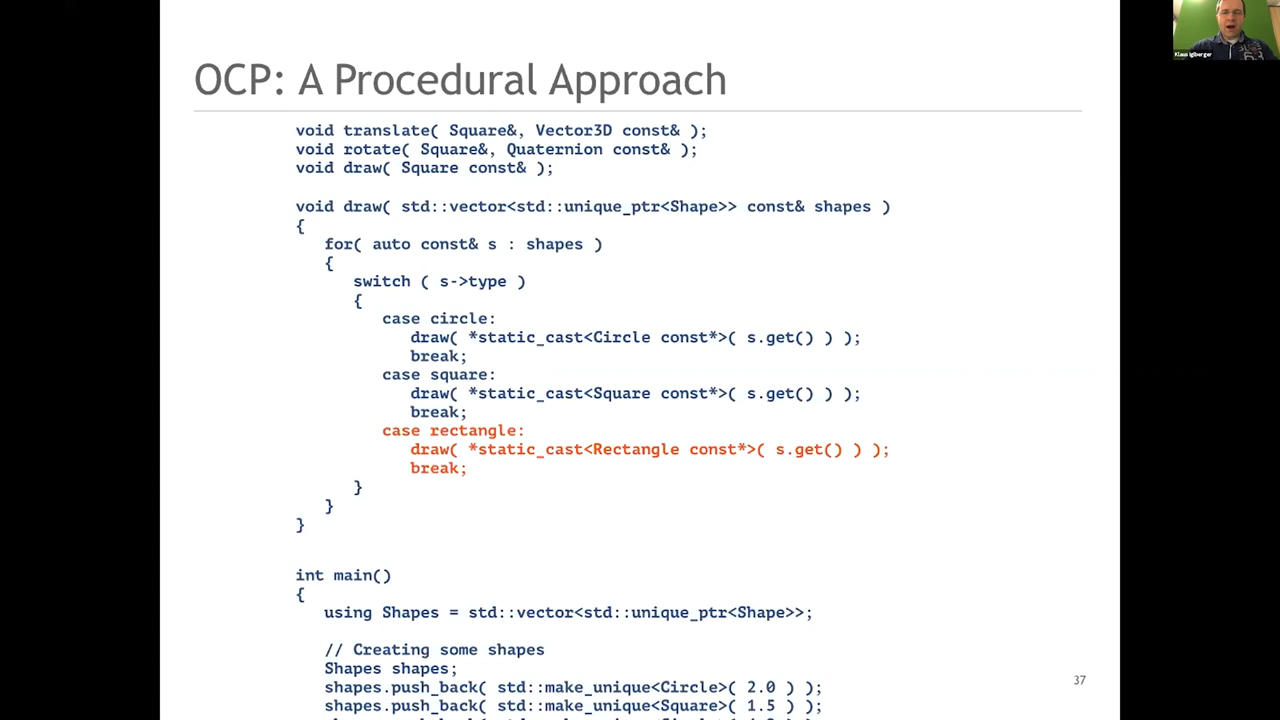 Klaus Iglberger
OCP: A Procedural Approach
void translate( Square&, Vector3D const& );
void rotate( Square&, Quaternion const& );
void draw( Square const& );
void draw( std::vector<std::unique_ptr<Shape>> const& shapes )
{
for( auto const& s : shapes )
{
switch ( s->type )
{
case circle:
draw( *static_cast<Circle const*>( s.get() ) );
break;
case square:
draw( *static_cast<Square const*>( s.get() ) );
break;
case rectangle:
draw( *static_cast<Rectangle const*>( s.get() ) );
break;
}
}
}
int main()
{
using Shapes = std::vector<std::unique_ptr<Shape>>;
// Creating some shapes
Shapes shapes;
shapes.push_back( std::make_unique<Circle>( 2.0 ) );
shapes.push_back( std::make_unique<Square>( 1.5 ) );
37